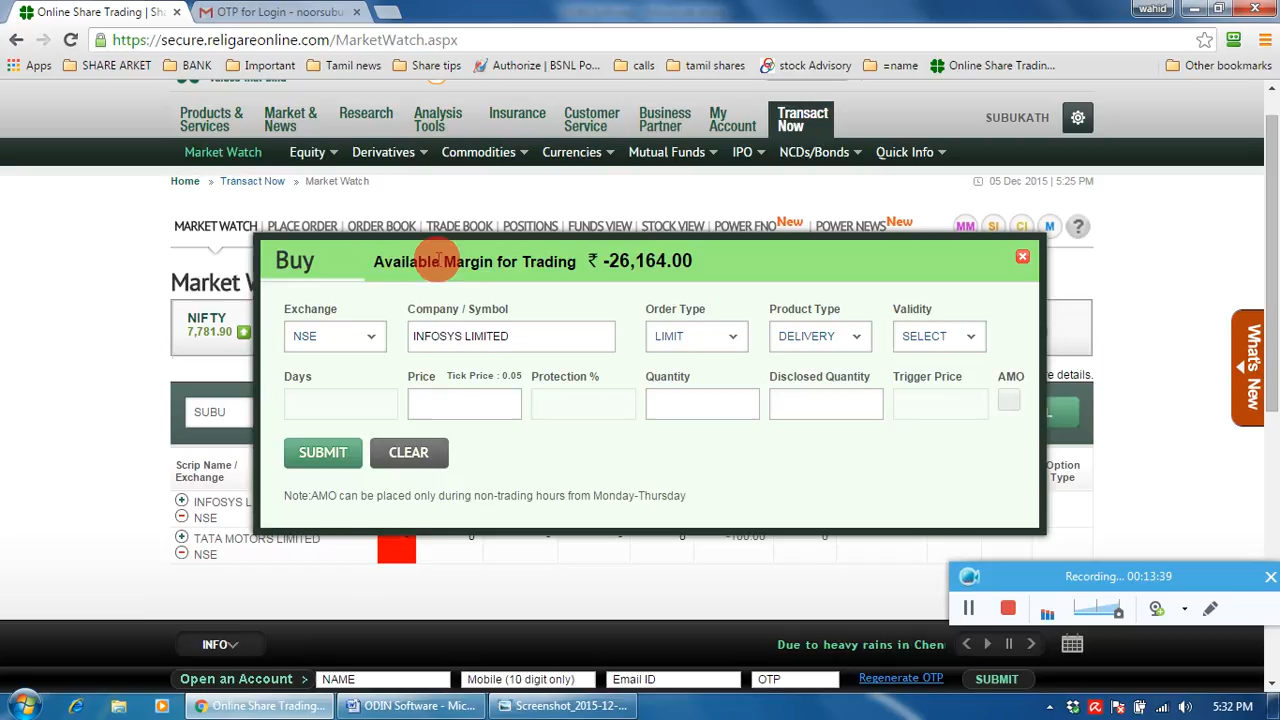 Online Share Trading | Sha
OTP for Login - noorsubu
wahid
https://secure.religareonline.com/MarketWatch.aspx
Apps SHARE ARKET BANK Important Tamil news Share tips Authorize | BSNL Po... calls tamil shares stock Advisory =name Online Share Tradin... Other bookmarks
Products & Services
Market & News
Research
Analysis Tools
Insurance
Customer Service
Business Partner
My Account
Transact Now
SUBUKATH
Market Watch Equity Derivatives Commodities Currencies Mutual Funds IPO NCDs/Bonds Quick Info
Home » Transact Now » Market Watch
05 Dec 2015 | 5:25 PM
MARKET WATCH | PLACE ORDER | ORDER BOOK | TRADE BOOK | POSITIONS | FUNDS VIEW | STOCK VIEW | POWER FNO New | POWER NEWS New
MM SI CI M ?
Market W
NIFTY
7,781.90
Buy
Available Margin for Trading ₹ -26,164.00
Exchange Company / Symbol Order Type Product Type Validity
NSE INFOSYS LIMITED LIMIT DELIVERY SELECT
Days Price Tick Price : 0.05 Protection % Quantity Disclosed Quantity Trigger Price AMO
SUBMIT CLEAR
Note:AMO can be placed only during non-trading hours from Monday-Thursday
What's New
re details.
SUBU
L
Scrip Name /
Exchange
Option
Type
INFOSYS L
NSE
TATA MOTORS LIMITED
NSE
0 - - 0 -100.00 0
Recording... 00:13:39
INFO
Due to heavy rains in Chen
Open an Account > NAME Mobile (10 digit only) Email ID OTP Regenerate OTP SUBMIT
Online Share Trading... ODIN Software - Mic... Screenshot_2015-12-...
5:32 PM